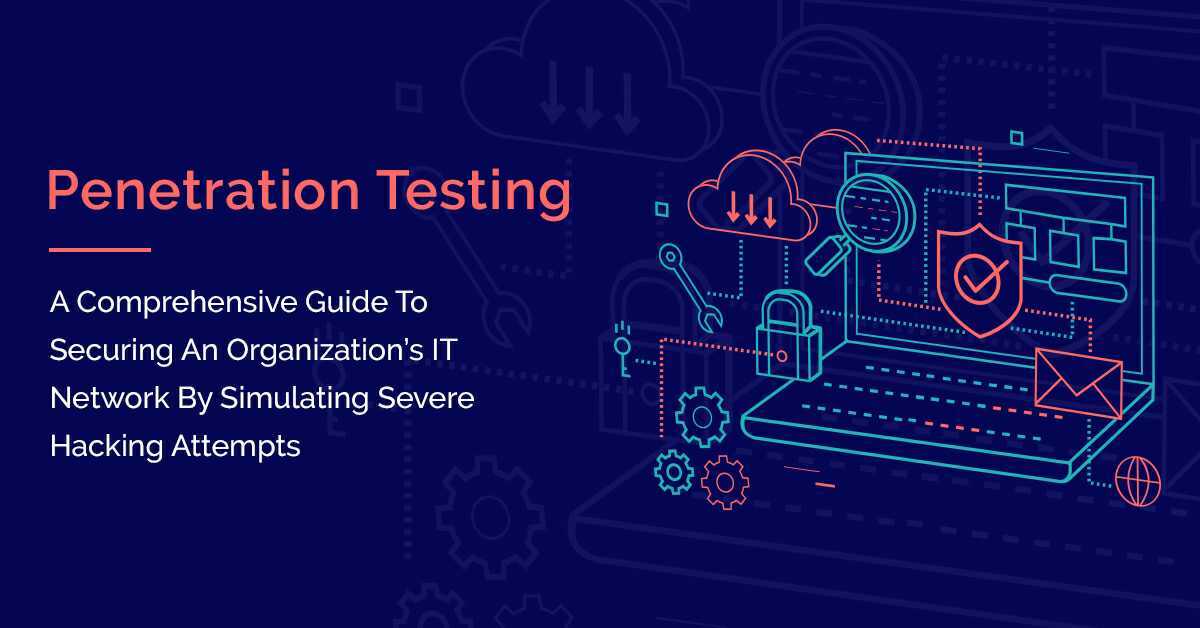 Penetration Testing
A Comprehensive Guide To
Securing An Organization’s IT
Network By Simulating Severe
Hacking Attempts